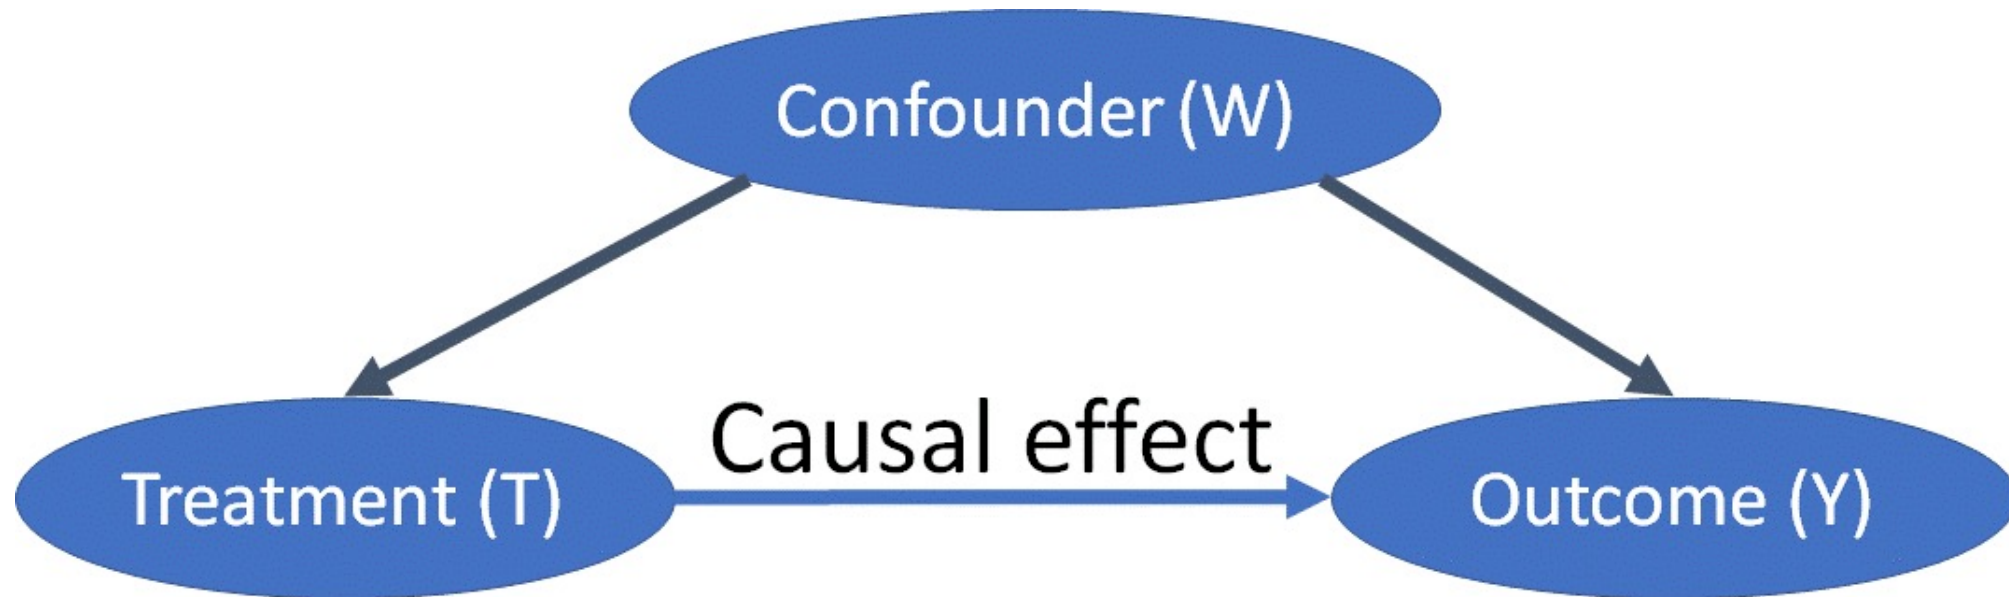 Confounder (W)
Causal effect
Treatment (T)
Outcome (Y)